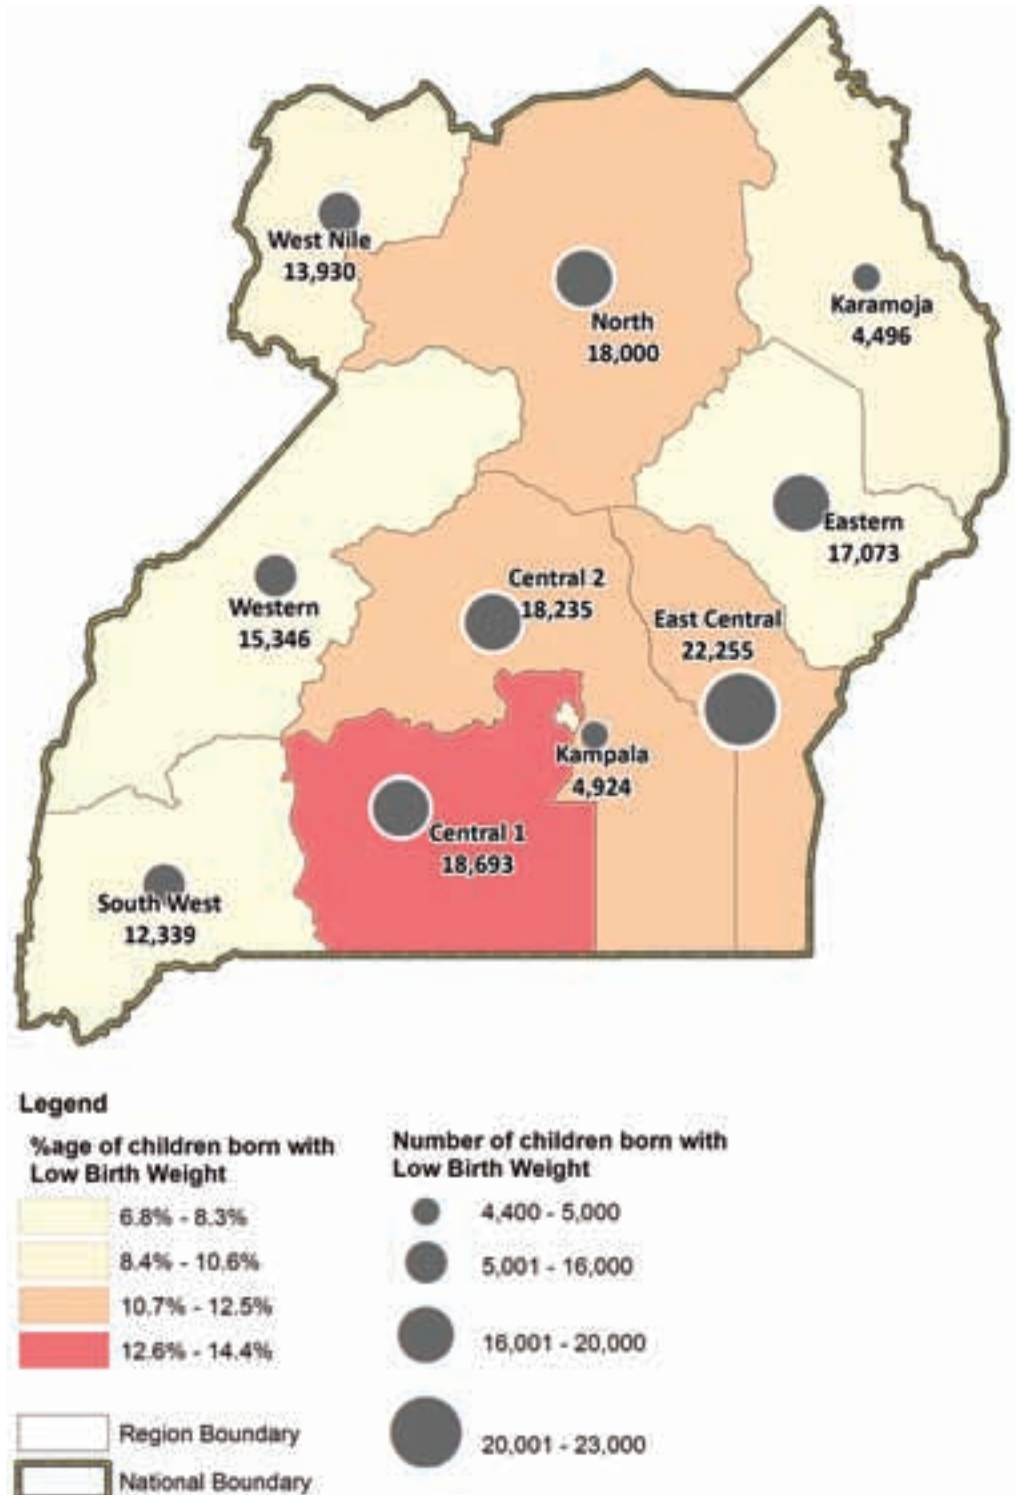 West Nile
13,930
North
18,000
Karamoja
4,496
Eastern
17,073
Central 2
18,235
Western
15,346
East Central
22,255
Kampala
4,924
Central 1
18,693
South West
12,339
Legend
%age of children born with
Low Birth Weight
6.8% - 8.3%
8.4% - 10.6%
10.7% - 12.5%
12.6% - 14.4%
Region Boundary
National Boundary
Number of children born with
Low Birth Weight
4,400 - 5,000
5,001 - 16,000
16,001 - 20,000
20,001 - 23,000